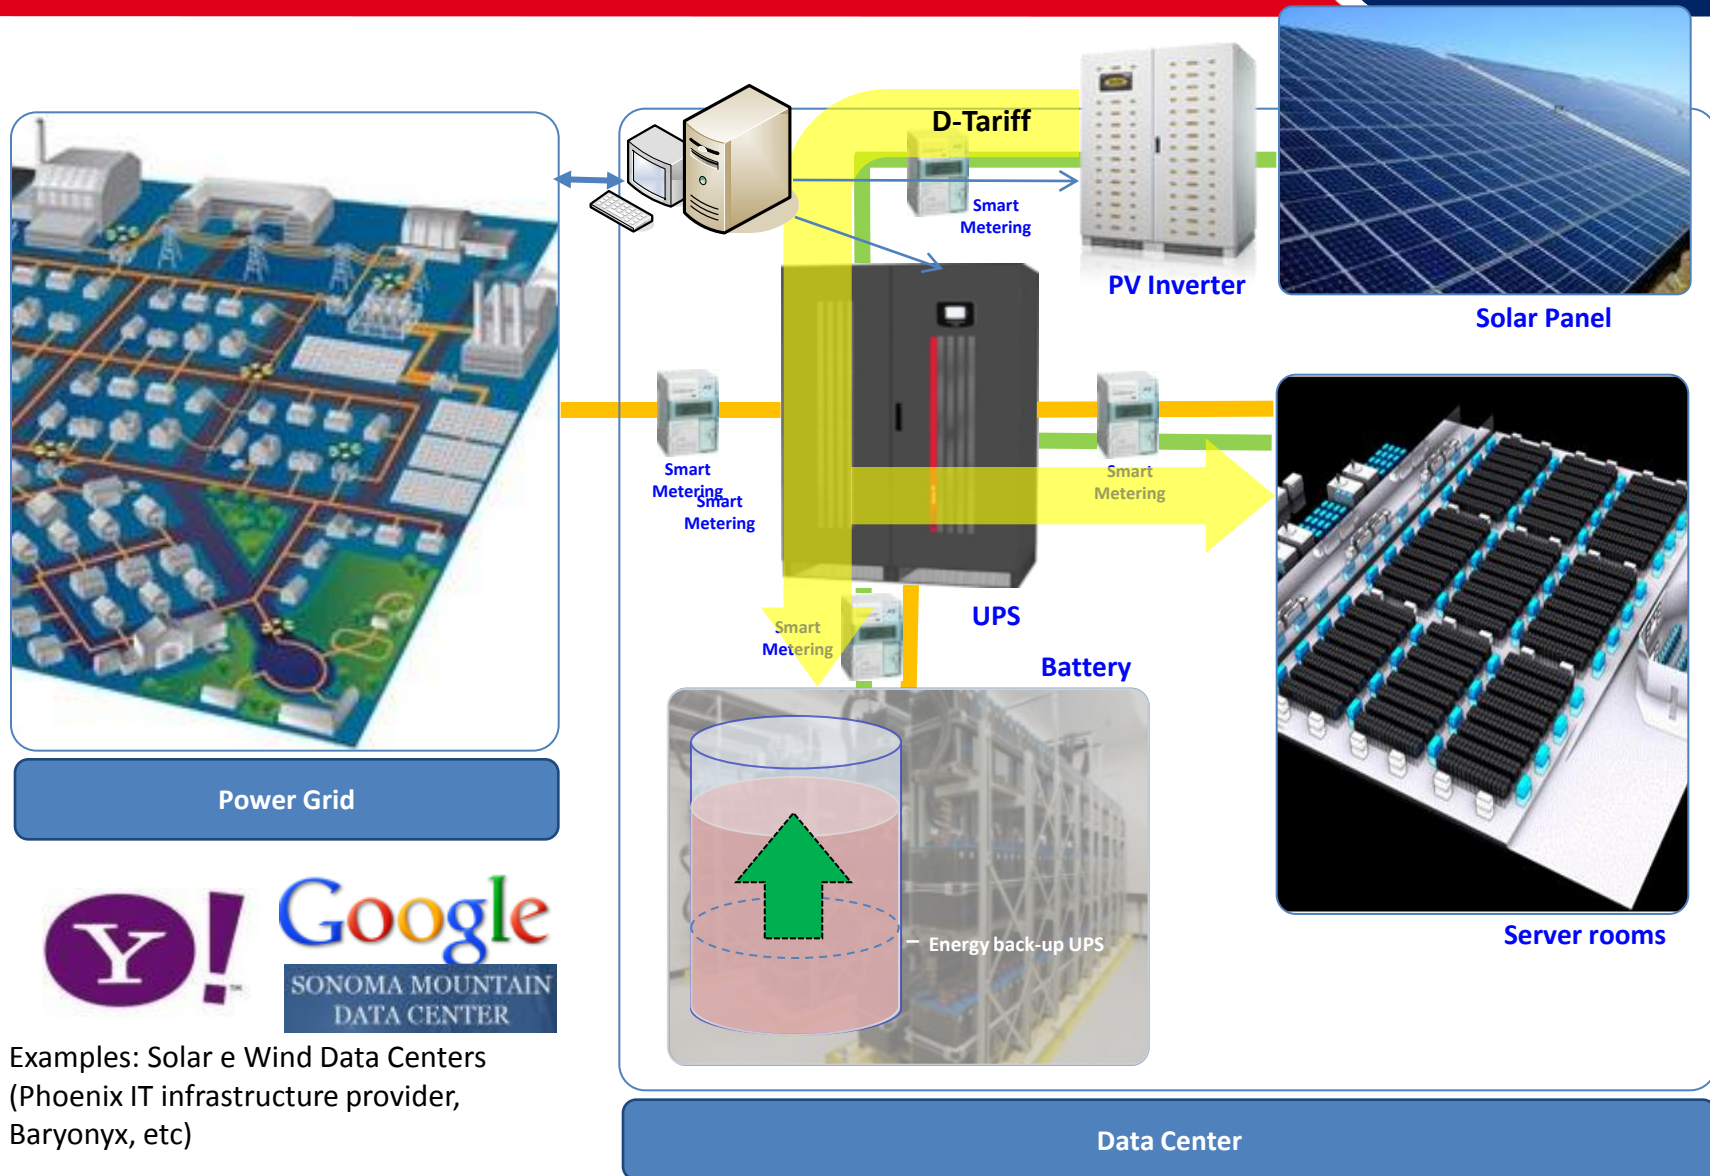 D-Tariff
Smart
Metering
PV Inverter
Solar Panel
Smart
Metering
Smart
Metering
Smart
Metering
UPS
Smart
Metering
Battery
Power Grid
Energy back-up UPS
Server rooms
Y!
Google
SONOMA MOUNTAIN
DATA CENTER
Examples: Solar e Wind Data Centers
(Phoenix IT infrastructure provider,
Baryonyx, etc)
Data Center